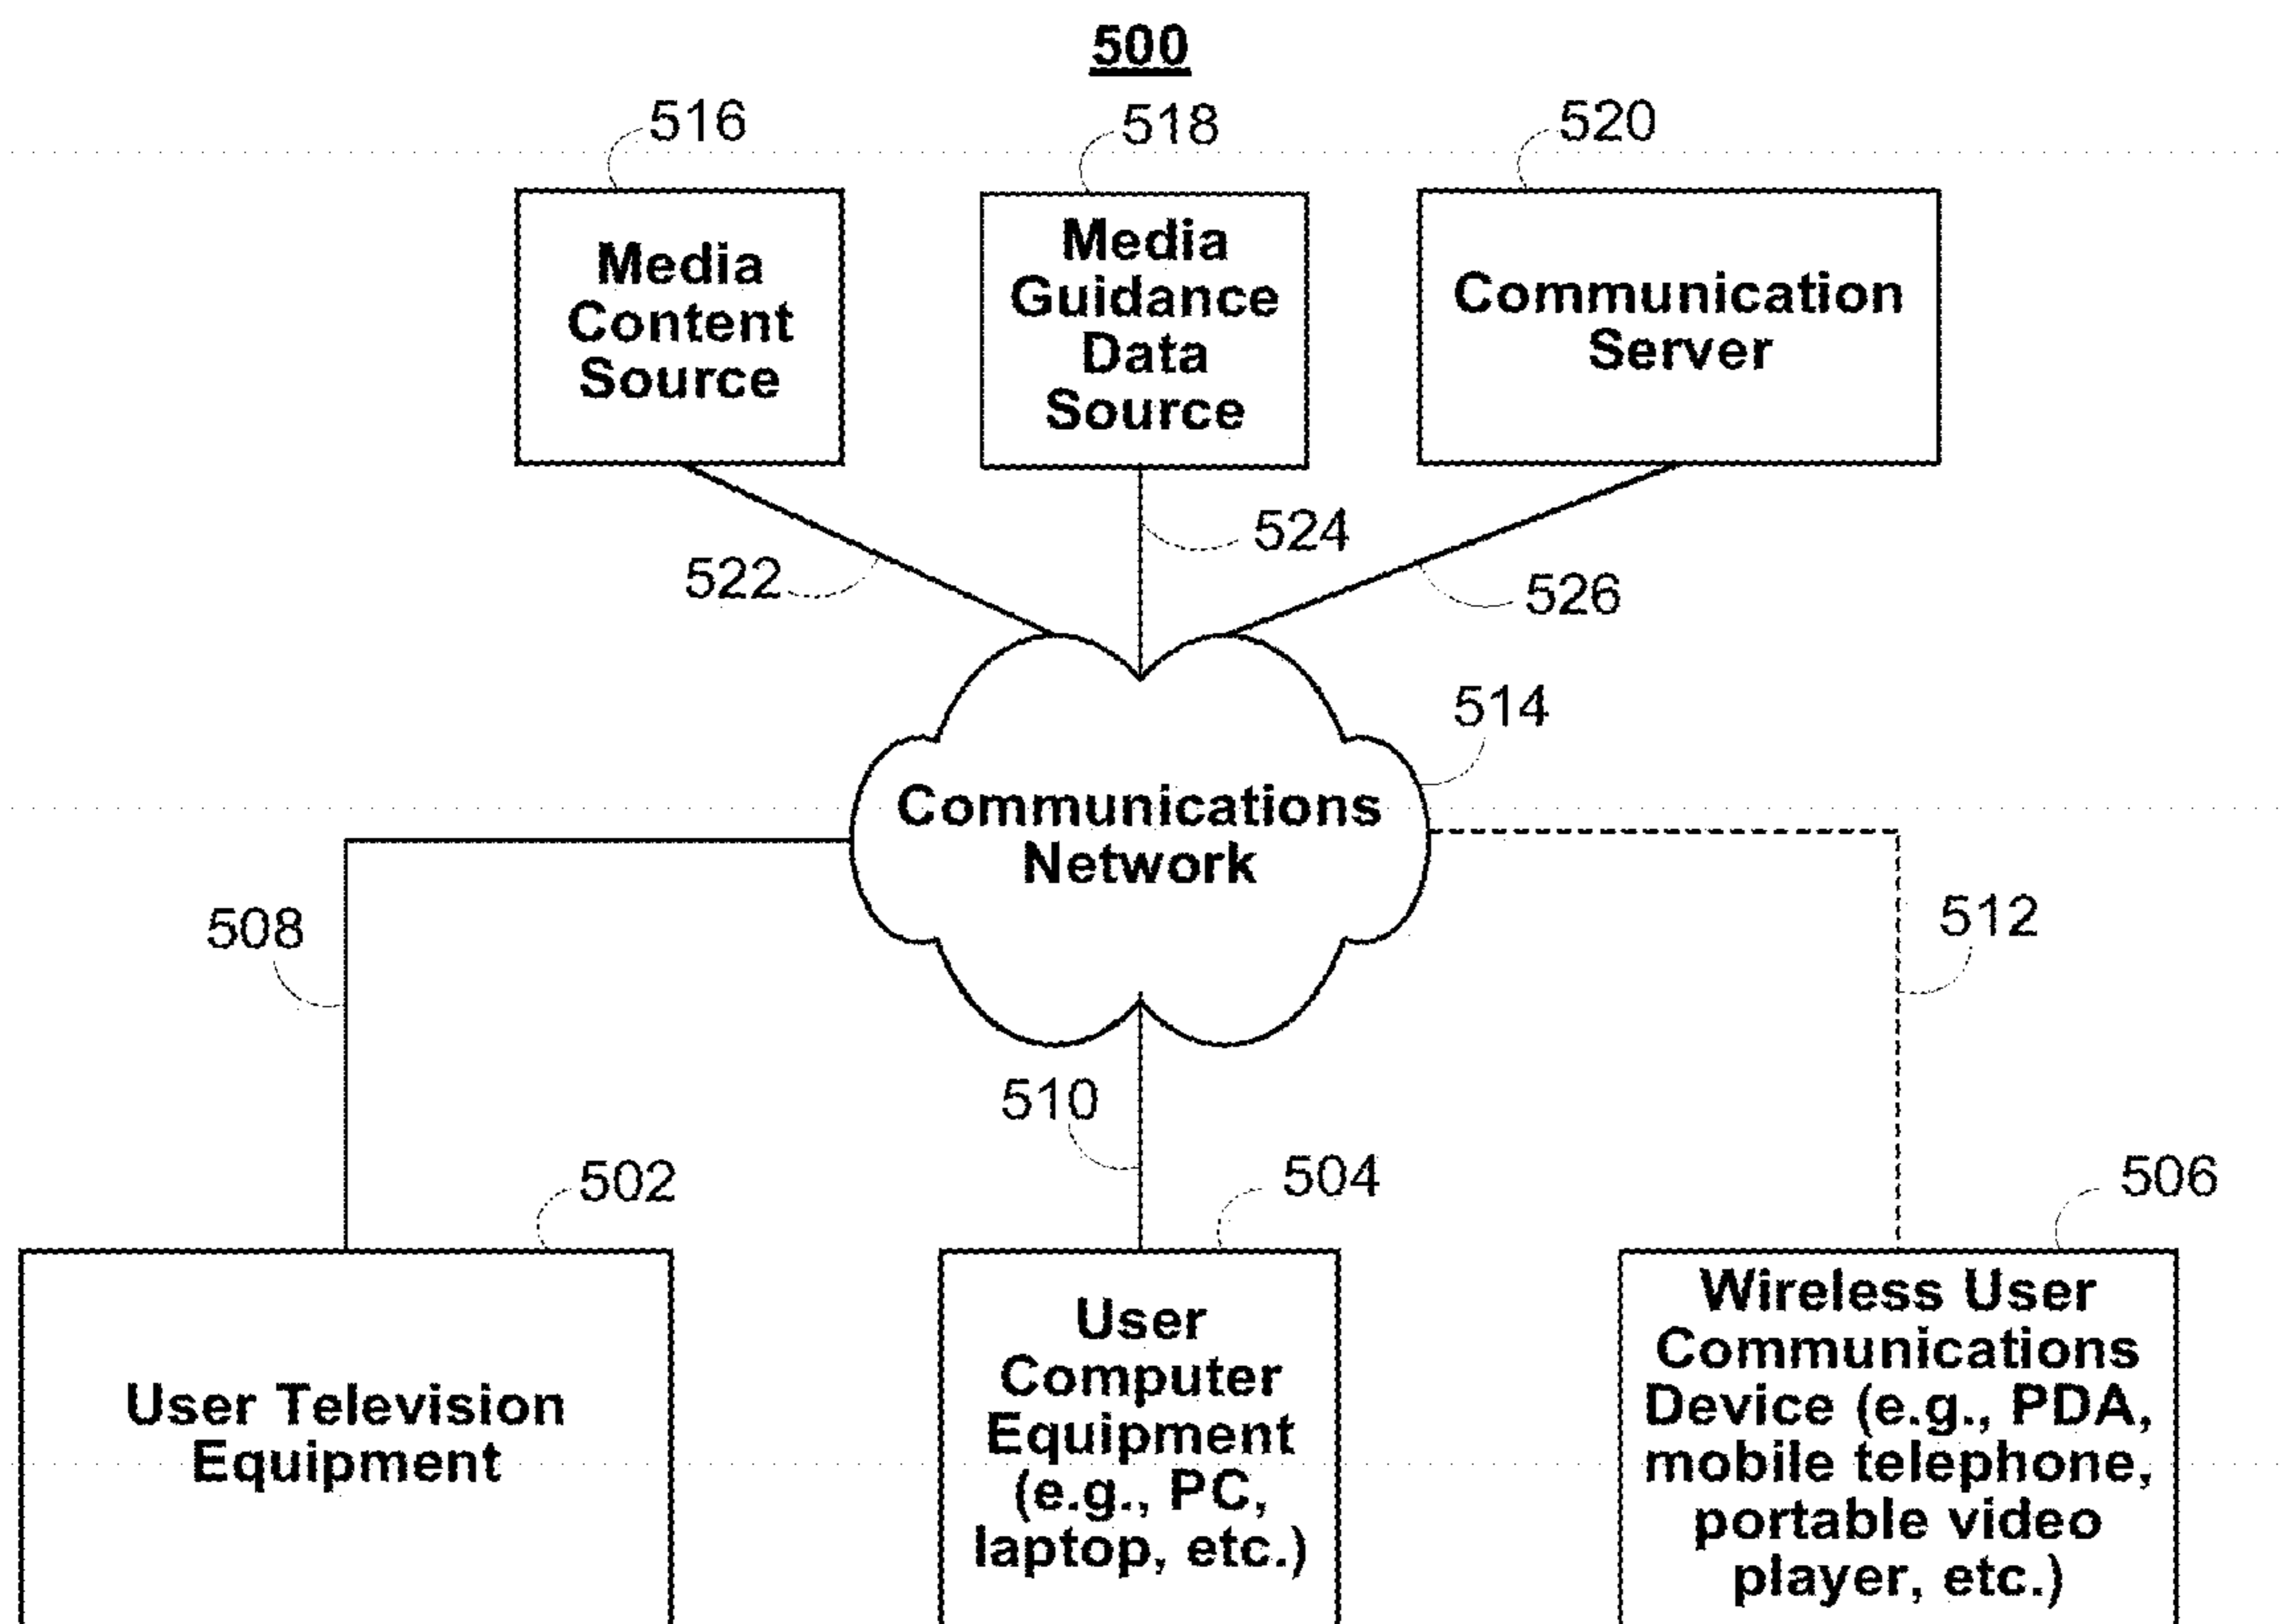 500
516
518
520
Media
Content
Source
Media
Guidance
Data
Source
Communication
Server
522
524
526
514
Communications
Network
508
512
510
502
504
506
User Television
Equipment
User
Computer
Equipment
(e.g., PC,
laptop, etc.)
Wireless User
Communications
Device (e.g., PDA,
mobile telephone,
portable video
player, etc.)